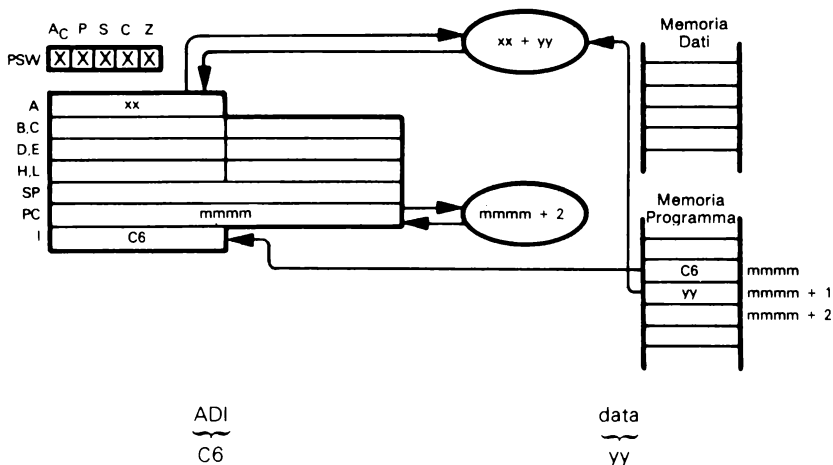 A_C P S C Z
PSW X X X X X
A xx
B,C
D,E
H,L
SP
PC mmmm
I C6
xx + yy
mmmm + 2
Memoria
Dati
Memoria
Programma
C6 mmmm
yy mmmm + 1
mmmm + 2
ADI
C6
data
yy